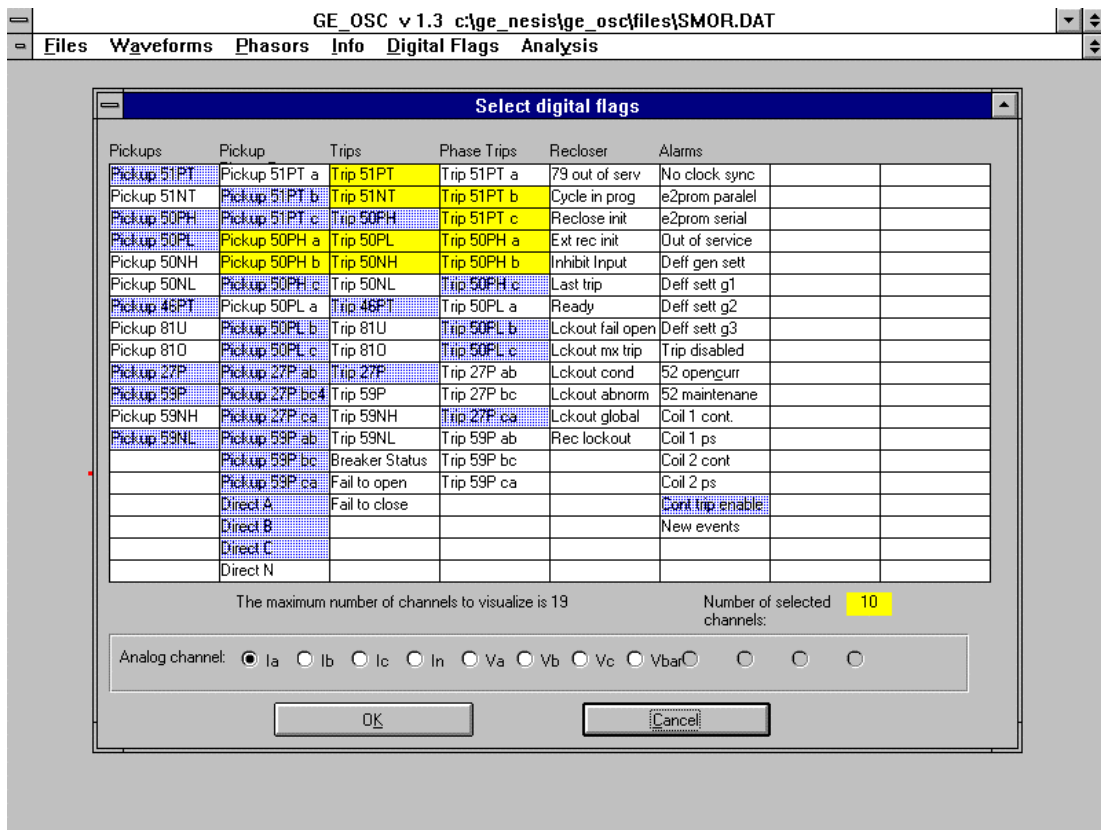 GE_OSC v 1.3 c:\ge_nesis\ge_osc\files\SMOR.DAT
Files Waveforms Phasors Info Digital Flags Analysis
Select digital flags
Pickups Pickup Trips Phase Trips Recloser Alarms
Pickup 51PT Pickup 51PT a Trip 51PT Trip 51PT a 79 out of serv No clock sync
Pickup 51NT Pickup 51PT b Trip 51NT Trip 51PT b Cycle in prog e2prom paralel
Pickup 50PH Pickup 51PT c Trip 50PH Trip 51PT c Reclose init e2prom serial
Pickup 50PL Pickup 50PH a Trip 50PL Trip 50PH a Ext rec init Out of service
Pickup 50NH Pickup 50PH b Trip 50NH Trip 50PH b Inhibit Input Deff gen sett
Pickup 50NL Pickup 50PH c Trip 50NL Trip 50PH c Last trip Deff sett g1
Pickup 46PT Pickup 50PL a Trip 46PT Trip 50PL a Ready Deff sett g2
Pickup 81U Pickup 50PL b Trip 81U Trip 50PL b Lckout fail open Deff sett g3
Pickup 81O Pickup 50PL c Trip 81O Trip 50PL c Lckout mx trip Trip disabled
Pickup 27P Pickup 27P ab Trip 27P Trip 27P ab Lckout cond 52 opencurr
Pickup 59P Pickup 27P bc4 Trip 59P Trip 27P bc Lckout abnorm 52 maintenane
Pickup 59NH Pickup 27P ca Trip 59NH Trip 27P ca Lckout global Coil 1 cont.
Pickup 59NL Pickup 59P ab Trip 59NL Trip 59P ab Rec lockout Coil 1 ps
Pickup 59P bc Breaker Status Trip 59P bc Coil 2 cont
Pickup 59P ca Fail to open Trip 59P ca Coil 2 ps
Direct A Fail to close Cont trip enable
Direct B New events
Direct C
Direct N
The maximum number of channels to visualize is 19 Number of selected 10
channels:
Analog channel: Ia Ib Ic In Va Vb Vc Vbar
OK Cancel